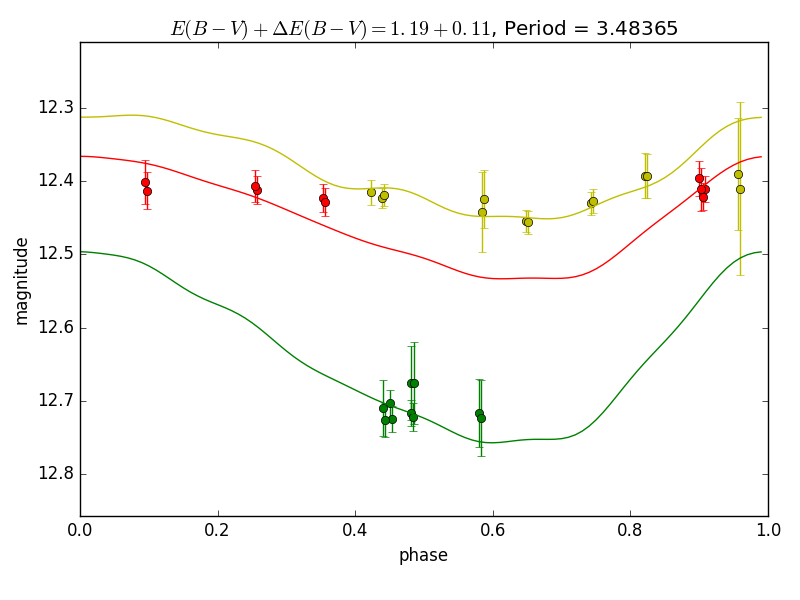 E(B − V) + ΔE(B − V) = 1.19 + 0.11, Period = 3.48365
12.3
12.4
12.5
12.6
12.7
12.8
magnitude
0.0 0.2 0.4 0.6 0.8 1.0
phase